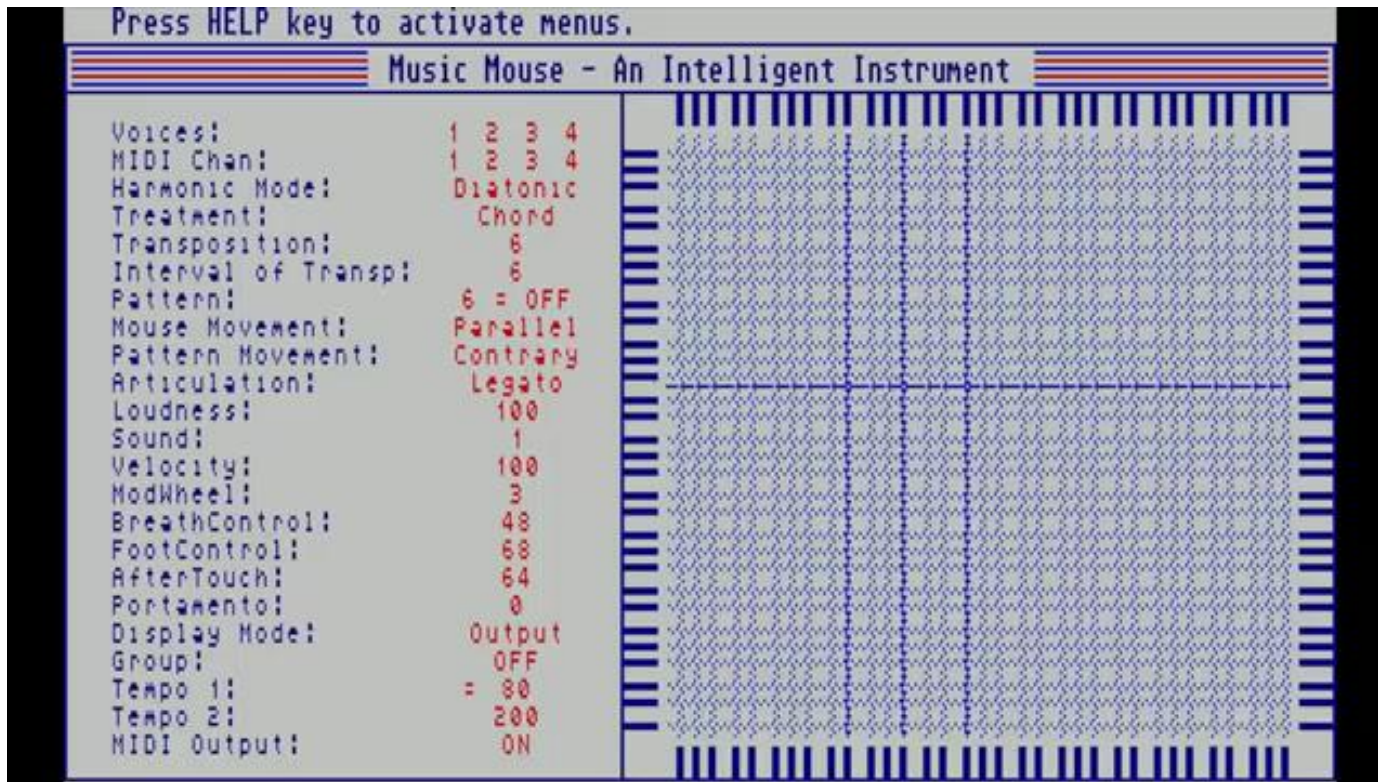 Press HELP key to activate menus.
Music Mouse - An Intelligent Instrument
Voices: 1 2 3 4
MIDI Chan: 1 2 3 4
Harmonic Mode: Diatonic
Treatment: Chord
Transposition: 6
Interval of Transp: 6
Pattern: 6 = OFF
Mouse Movement: Parallel
Pattern Movement: Contrary
Articulation: Legato
Loudness: 100
Sound: 1
Velocity: 100
ModWheel: 3
BreathControl: 48
FootControl: 68
AfterTouch: 64
Portamento: 0
Display Mode: Output
Group: OFF
Tempo 1: = 80
Tempo 2: 200
MIDI Output: ON